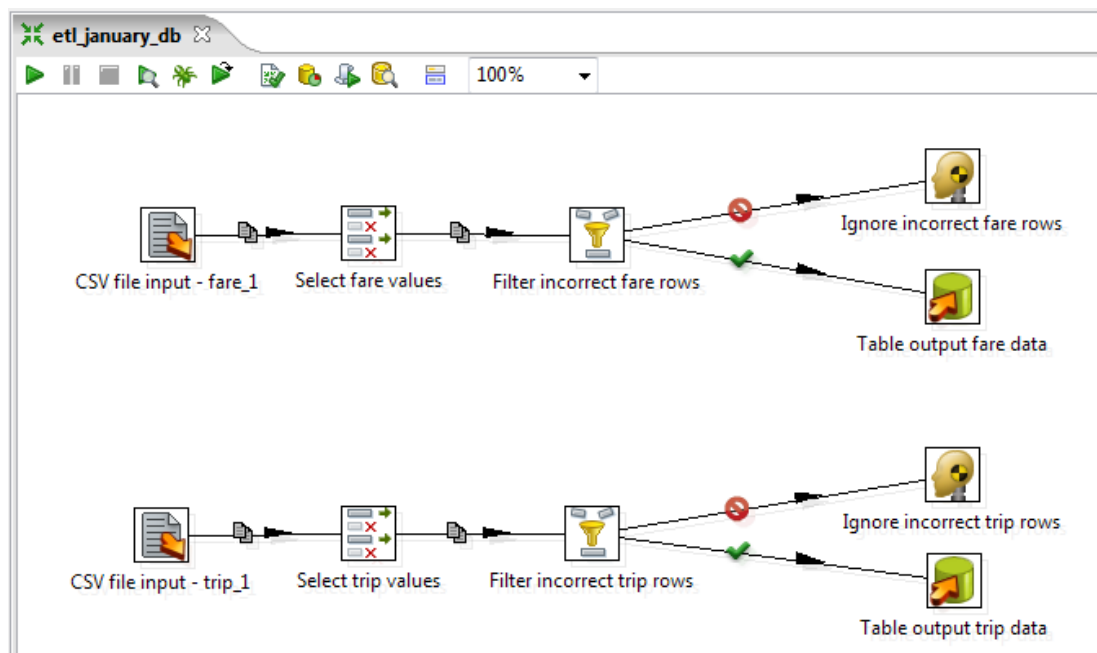 etl_january_db
100%
Ignore incorrect fare rows
CSV file input - fare_1
Select fare values
Filter incorrect fare rows
Table output fare data
Ignore incorrect trip rows
CSV file input - trip_1
Select trip values
Filter incorrect trip rows
Table output trip data